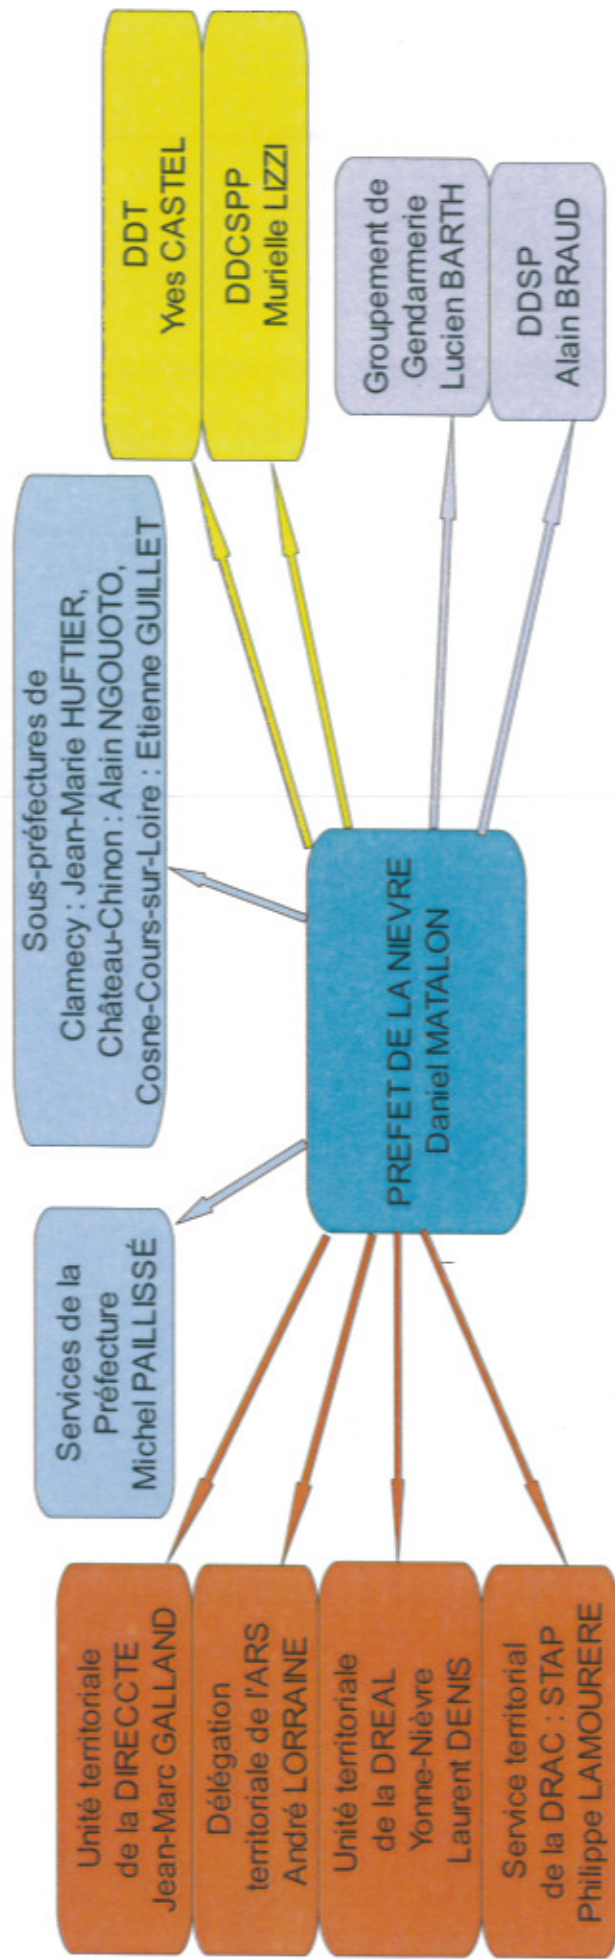 Services de la
Préfecture
Michel PAILLISSÉ
Sous-préfectures de
Clamecy : Jean-Marie HUFTIER,
Château-Chinon : Alain NGOUOTO,
Cosne-Cours-sur-Loire : Etienne GUILLET
Unité territoriale
de la DIRECCTE
Jean-Marc GALLAND
Délégation
territoriale de l'ARS
André LORRAINE
Unité territoriale
de la DREAL
Yonne-Nièvre
Laurent DENIS
Service territorial
de la DRAC : STAP
Philippe LAMOURERE
PREFET DE LA NIEVRE
Daniel MATALON
DDT
Yves CASTEL
DDCSPP
Murielle LIZZI
Groupement de
Gendarmerie
Lucien BARTH
DDSP
Alain BRAUD